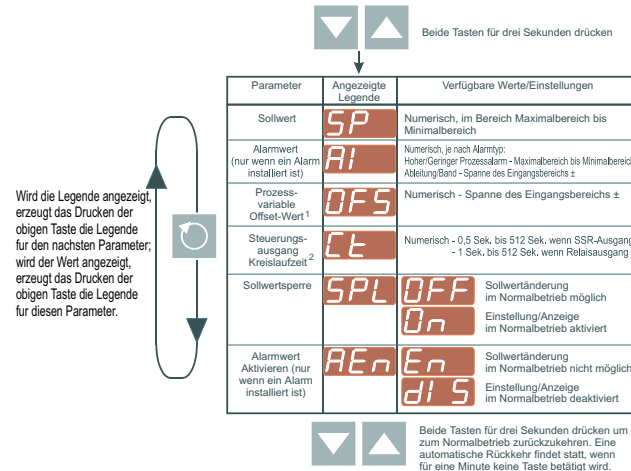 Beide Tasten für drei Sekunden drücken
Parameter
Angezeigte
Legende
Verfügbare Werte/Einstellungen
Sollwert
SP
Numerisch, im Bereich Maximalbereich bis
Minimalbereich
Alarmwert
(nur wenn ein Alarm
installiert ist)
A1
Numerisch, je nach Alarmtyp:
Hoher/Geringer Prozessalarm - Maximalbereich bis Minimalbereich
Ableitung/Band - Spanne des Eingangsbereichs ±
Prozess-
variable
Offset-Wert 1
OFS
Numerisch - Spanne des Eingangsbereichs ±
Steuerungs-
ausgang
Kreislaufzeit 2
Ct
Numerisch - 0,5 Sek. bis 512 Sek. wenn SSR-Ausgang
- 1 Sek. bis 512 Sek. wenn Relaisausgang
Sollwertsperre
SPL
OFF
Sollwertänderung
im Normalbetrieb möglich
On
Einstellung/Anzeige
im Normalbetrieb aktiviert
Alarmwert
Aktivieren (nur
wenn ein Alarm
installiert ist)
AEn
En
Sollwertänderung
im Normalbetrieb nicht möglich
dIS
Einstellung/Anzeige
im Normalbetrieb deaktiviert
Wird die Legende angezeigt,
erzeugt das Drucken der
obigen Taste die Legende
fur den nachsten Parameter;
wird der Wert angezeigt,
erzeugt das Drucken der
obigen Taste die Legende
fur diesen Parameter.
Beide Tasten für drei Sekunden drücken um
zum Normalbetrieb zurückzukehren. Eine
automatische Rückkehr findet statt, wenn
für eine Minute keine Taste betätigt wird.